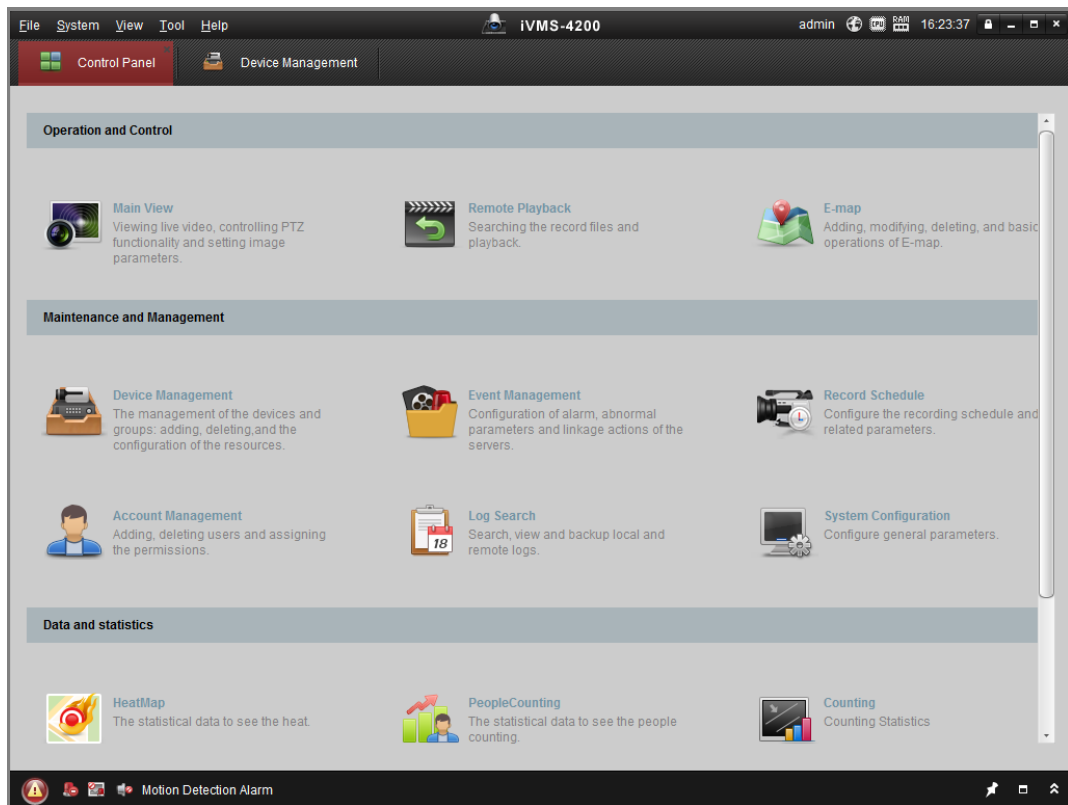 File System View Tool Help iVMS-4200 admin CPU RAM 16:23:37
Control Panel Device Management
Operation and Control
Main View
Viewing live video, controlling PTZ
functionality and setting image
parameters.
Remote Playback
Searching the record files and
playback.
E-map
Adding, modifying, deleting, and basic
operations of E-map.
Maintenance and Management
Device Management
The management of the devices and
groups: adding, deleting,and the
configuration of the resources.
Event Management
Configuration of alarm, abnormal
parameters and linkage actions of the
servers.
Record Schedule
Configure the recording schedule and
related parameters.
Account Management
Adding, deleting users and assigning
the permissions.
18
Log Search
Search, view and backup local and
remote logs.
System Configuration
Configure general parameters.
Data and statistics
HeatMap
The statistical data to see the heat.
PeopleCounting
The statistical data to see the people
counting.
Counting
Counting Statistics
Motion Detection Alarm